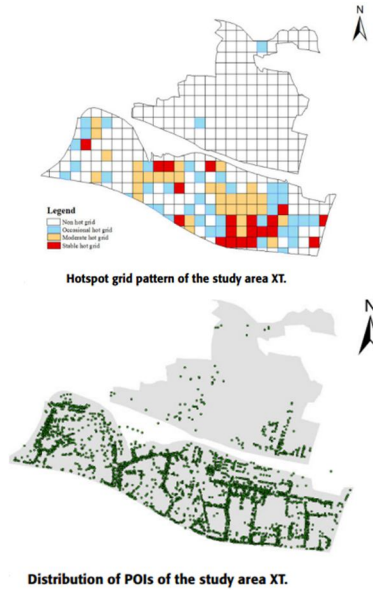 N
Legend
Non hot grid
Occasional hot grid
Moderate hot grid
Stable hot grid
Hotspot grid pattern of the study area XT.
N
Distribution of POIs of the study area XT.